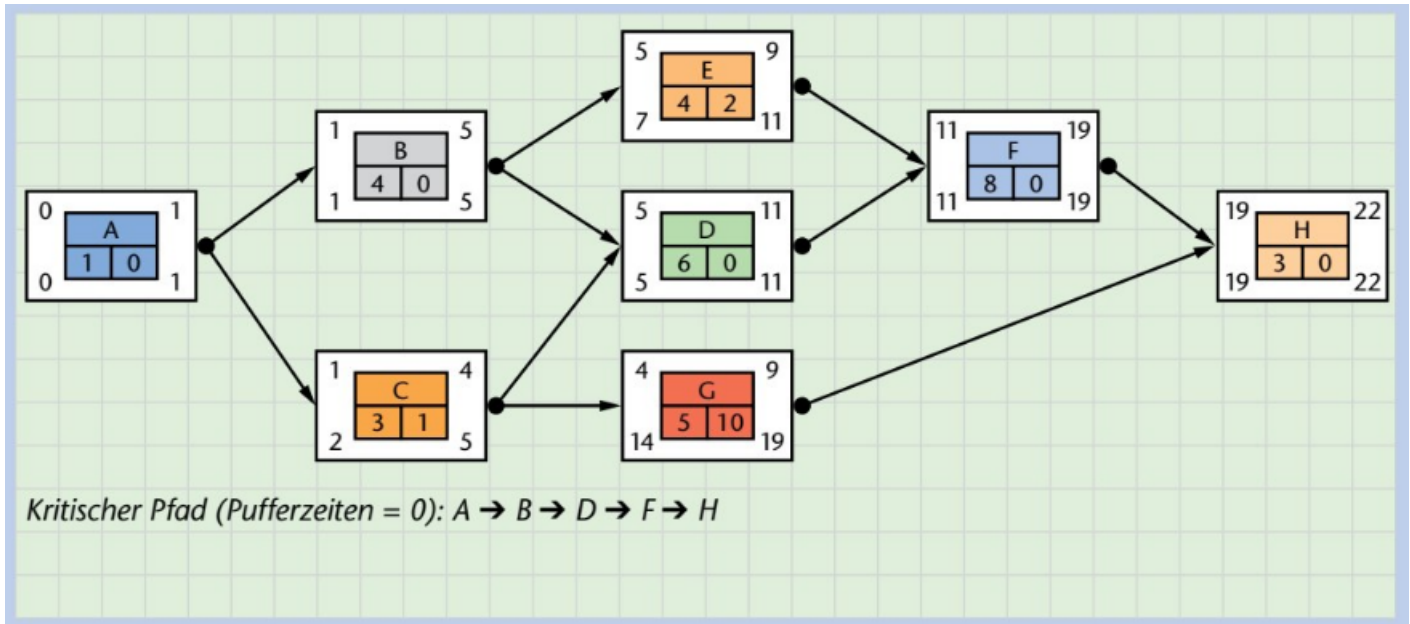 0 1
A
1 0
0 1
1 5
B
4 0
1 5
1 4
C
3 1
2 5
5 9
E
4 2
7 11
5 11
D
6 0
5 11
4 9
G
5 10
14 19
11 19
F
8 0
11 19
19 22
H
3 0
19 22
Kritischer Pfad (Pufferzeiten = 0): A ➔ B ➔ D ➔ F ➔ H